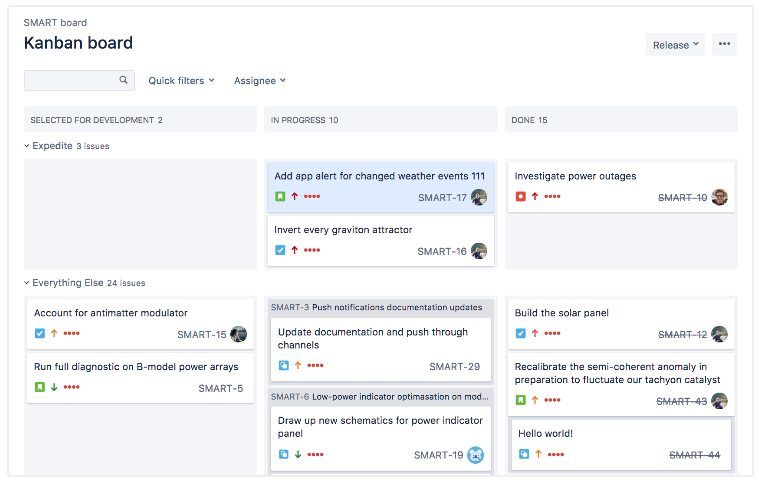 SMART board
Kanban board
Release
Quick filters
Assignee
SELECTED FOR DEVELOPMENT 2
IN PROGRESS 10
DONE 15
Expedite 3 issues
Add app alert for changed weather events 111
SMART-17
Invert every graviton attractor
SMART-16
Investigate power outages
SMART-10
Everything Else 24 issues
Account for antimatter modulator
SMART-15
Run full diagnostic on B-model power arrays
SMART-5
SMART-3 Push notifications documentation updates
Update documentation and push through
channels
SMART-29
SMART-6 Low-power indicator optimasation on mod...
Draw up new schematics for power indicator
panel
SMART-19
Build the solar panel
SMART-12
Recalibrate the semi-coherent anomaly in
preparation to fluctuate our tachyon catalyst
SMART-43
Hello world!
SMART-44